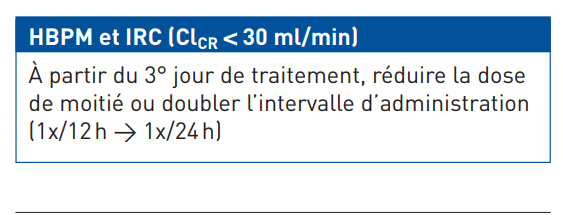 HBPM et IRC (ClCR < 30 ml/min)
À partir du 3° jour de traitement, réduire la dose
de moitié ou doubler l’intervalle d’administration
(1x/12 h → 1x/24 h)